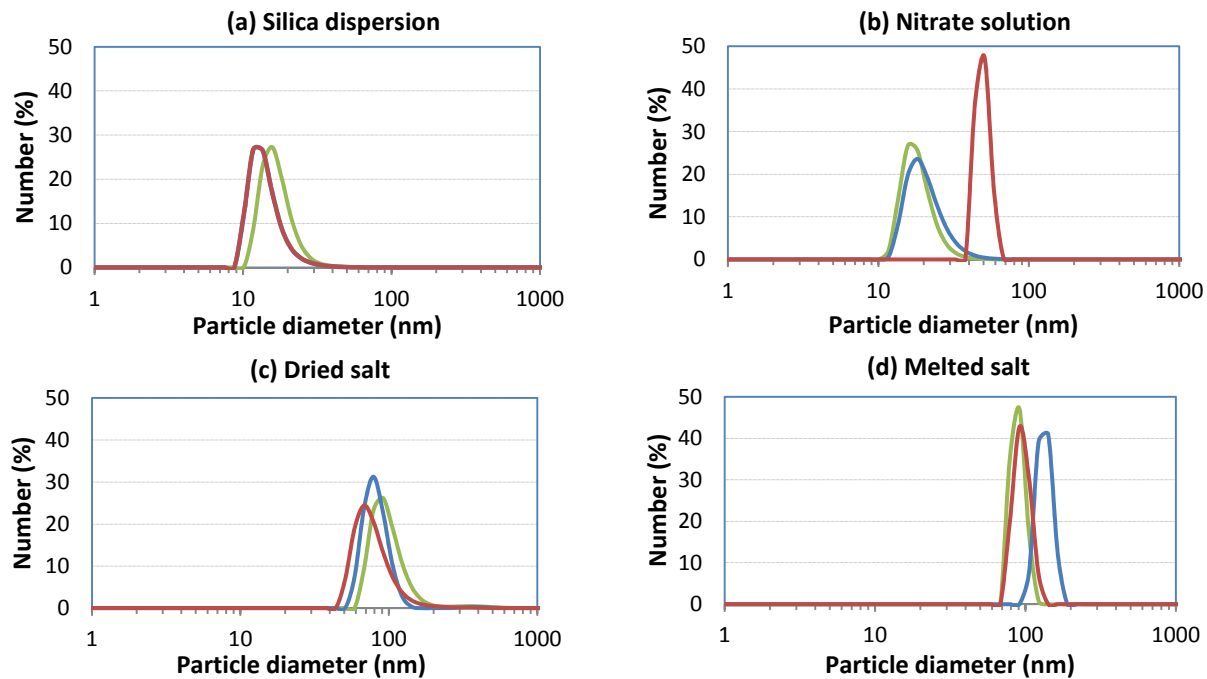 (a) Silica dispersion
50
40
30
20
10
0
Number (%)
1 10 100 1000
Particle diameter (nm)
(b) Nitrate solution
50
40
30
20
10
0
Number (%)
1 10 100 1000
Particle diameter (nm)
(c) Dried salt
50
40
30
20
10
0
Number (%)
1 10 100 1000
Particle diameter (nm)
(d) Melted salt
50
40
30
20
10
0
Number (%)
1 10 100 1000
Particle diameter (nm)